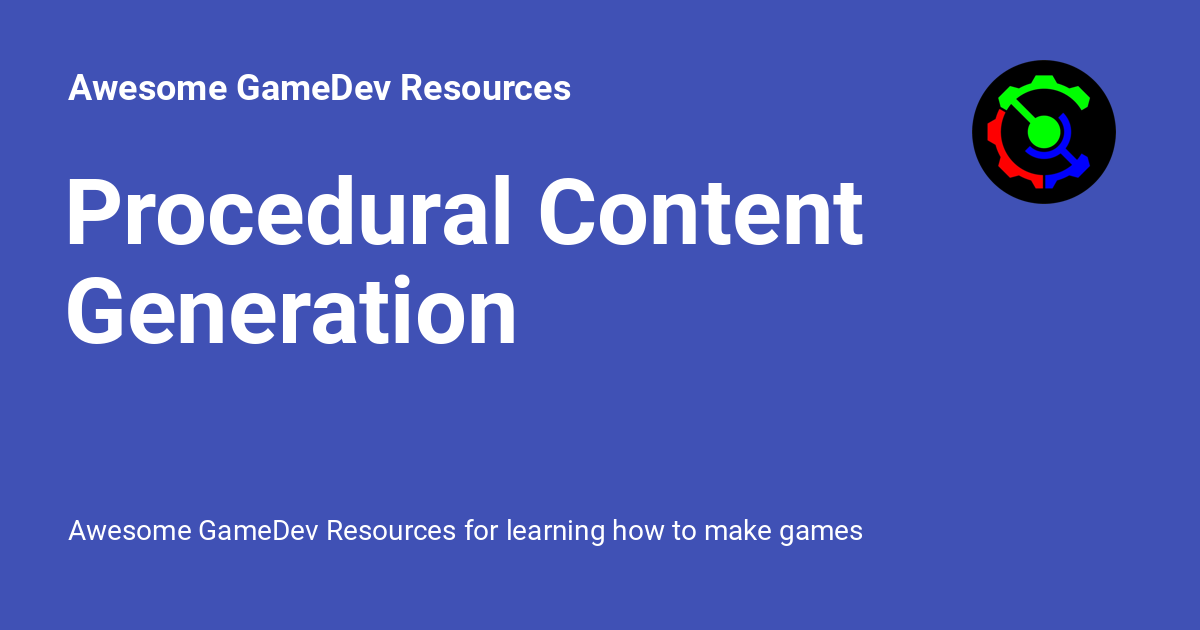 Awesome GameDev Resources
Procedural Content
Generation
Awesome GameDev Resources for learning how to make games